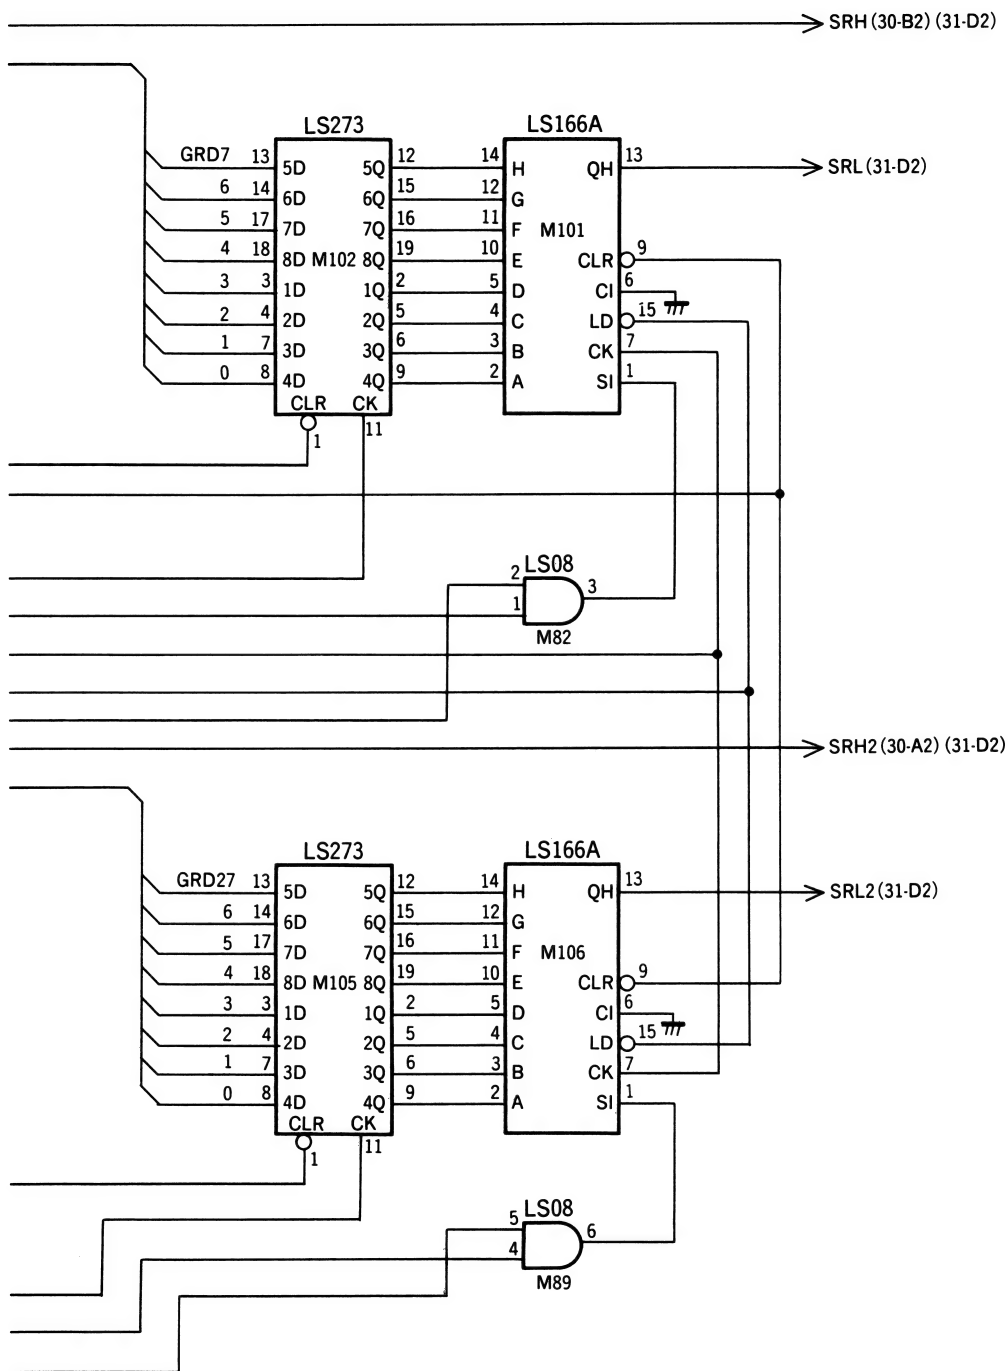 SRH (30-B2) (31-D2)
LS273 LS166A
GRD7 13 5D 5Q 12 14 H QH 13 SRL (31-D2)
6 14 6D 6Q 15 12 G
5 17 7D 7Q 16 11 F M101
4 18 8D M102 8Q 19 10 E CLR 9
3 3 1D 1Q 2 5 D CI 6
2 4 2D 2Q 5 4 C LD 15
1 7 3D 3Q 6 3 B CK 7
0 8 4D 4Q 9 2 A SI 1
CLR CK
1 11
LS08
2 3
1
M82
SRH2 (30-A2) (31-D2)
LS273 LS166A
GRD27 13 5D 5Q 12 14 H QH 13 SRL2 (31-D2)
6 14 6D 6Q 15 12 G
5 17 7D 7Q 16 11 F M106
4 18 8D M105 8Q 19 10 E CLR 9
3 3 1D 1Q 2 5 D CI 6
2 4 2D 2Q 5 4 C LD 15
1 7 3D 3Q 6 3 B CK 7
0 8 4D 4Q 9 2 A SI 1
CLR CK
1 11
LS08
5 6
4
M89